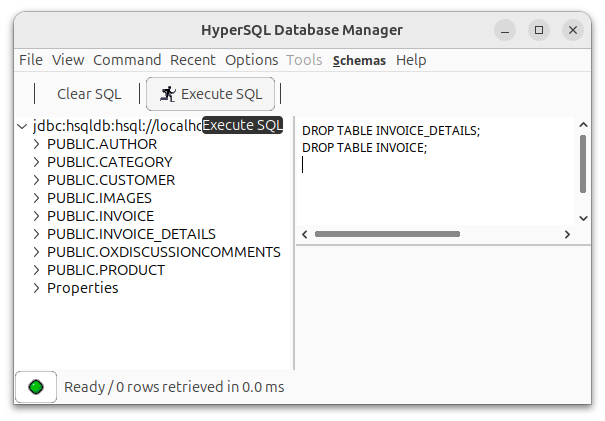 HyperSQL Database Manager
File View Command Recent Options Tools Schemas Help
Clear SQL Execute SQL
jdbc:hsqldb:hsql://localho
Execute SQL
PUBLIC.AUTHOR
PUBLIC.CATEGORY
PUBLIC.CUSTOMER
PUBLIC.IMAGES
PUBLIC.INVOICE
PUBLIC.INVOICE_DETAILS
PUBLIC.OXDISCUSSIONCOMMENTS
PUBLIC.PRODUCT
Properties
DROP TABLE INVOICE_DETAILS;
DROP TABLE INVOICE;
Ready / 0 rows retrieved in 0.0 ms